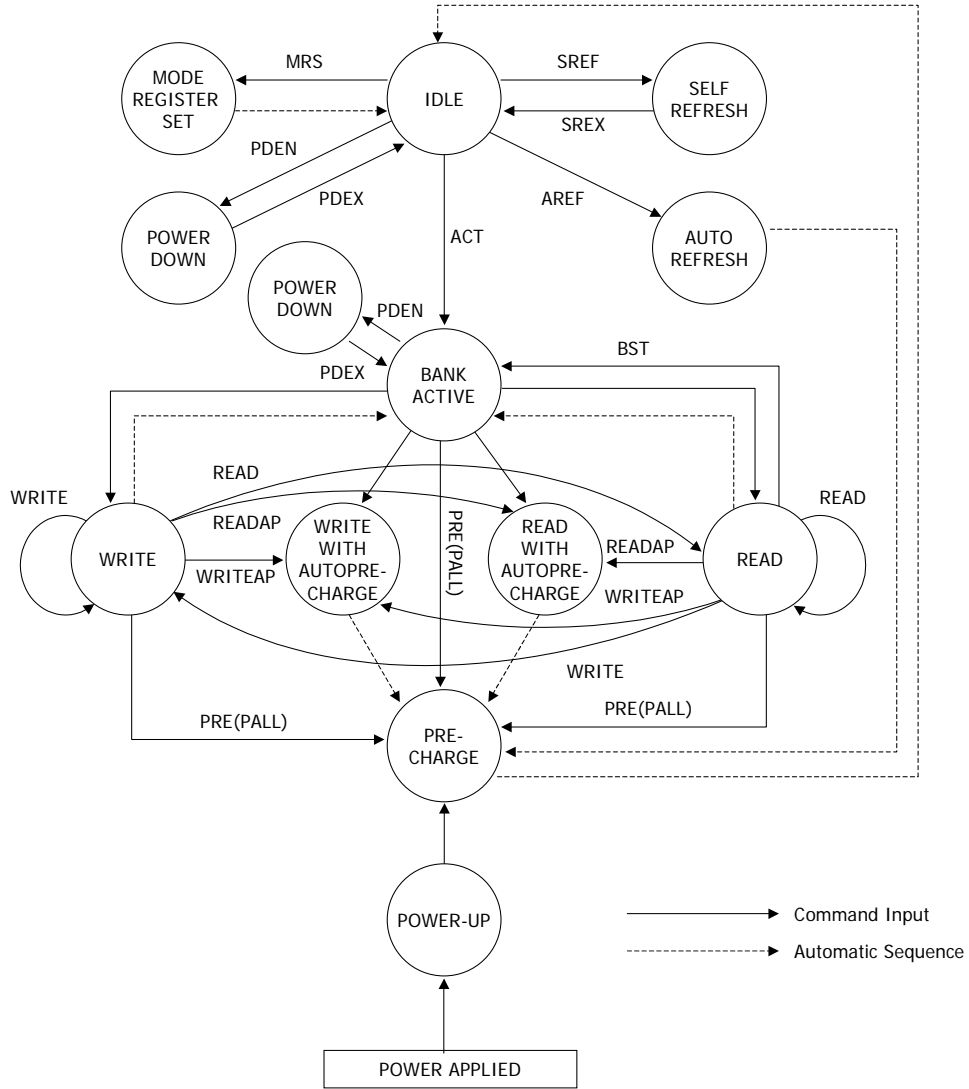 MRS
SREF
MODE
REGISTER
SET
IDLE
SELF
REFRESH
SREX
PDEN
PDEX
AREF
POWER
DOWN
ACT
AUTO
REFRESH
POWER
DOWN
PDEN
BST
PDEX
BANK
ACTIVE
READ
WRITE
READ
READAP
WRITE
WITH
AUTOPRE-
CHARGE
PRE(PALL)
READ
WITH
AUTOPRE-
CHARGE
READAP
WRITE
READ
WRITEAP
WRITEAP
WRITE
PRE(PALL)
PRE(PALL)
PRE-
CHARGE
POWER-UP
Command Input
Automatic Sequence
POWER APPLIED